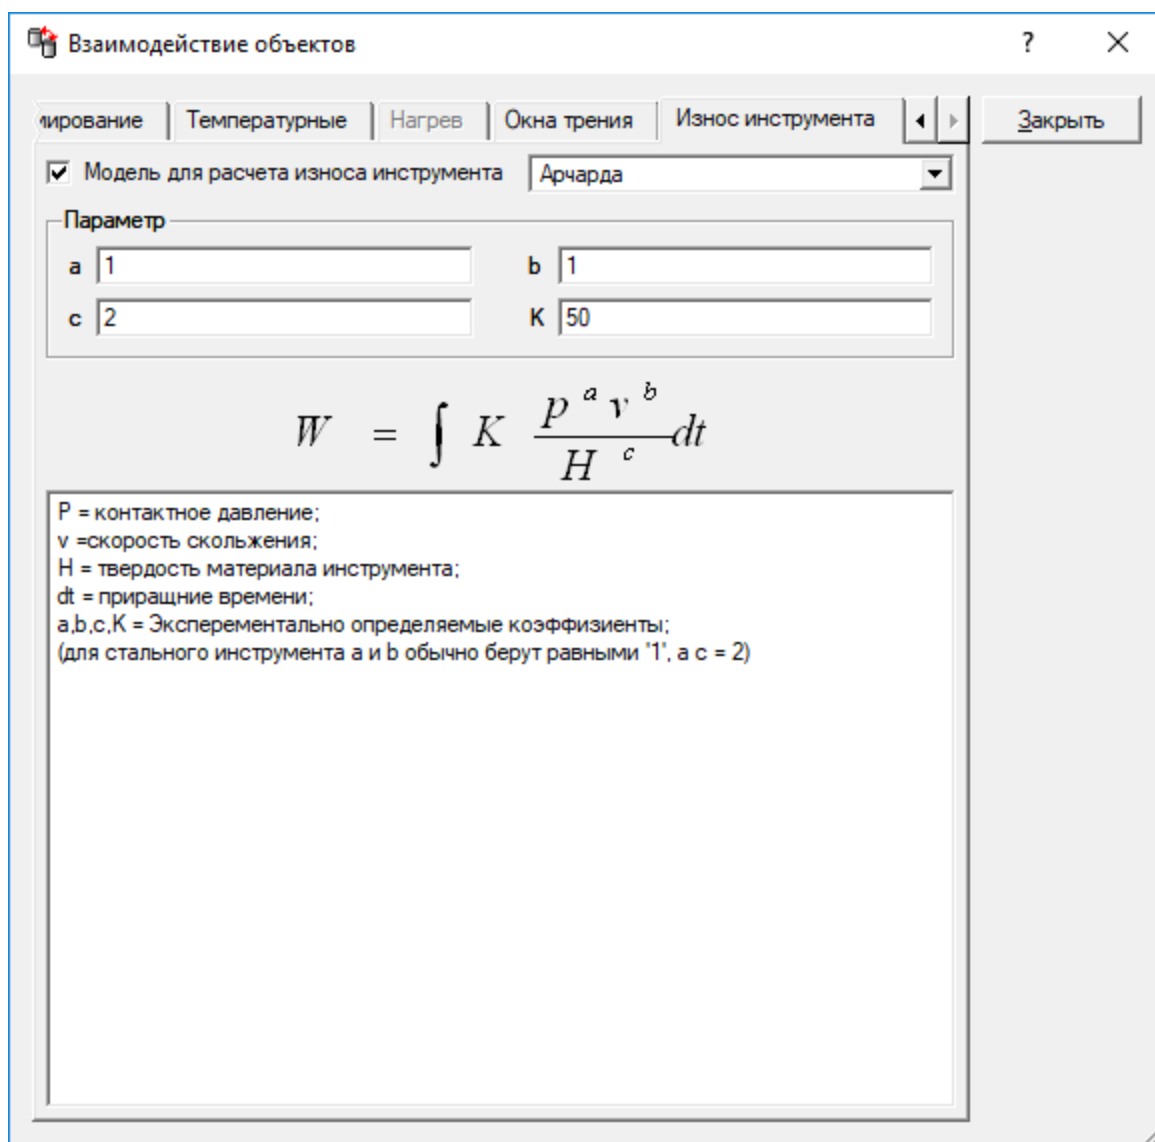 Взаимодействие объектов ?
мирование Температурные Нагрев Окна трения Износ инструмента Закрыть
Модель для расчета износа инструмента Арчарда
Параметр
a 1 b 1
c 2 K 50
W = ∫ K p^a v^b / H^c dt
P = контактное давление;
v =скорость скольжения;
H = твердость материала инструмента;
dt = приращние времени;
a,b,c,K = Эксперементально определяемые коэффизиенты;
(для стального инструмента a и b обычно берут равными '1', а c = 2)